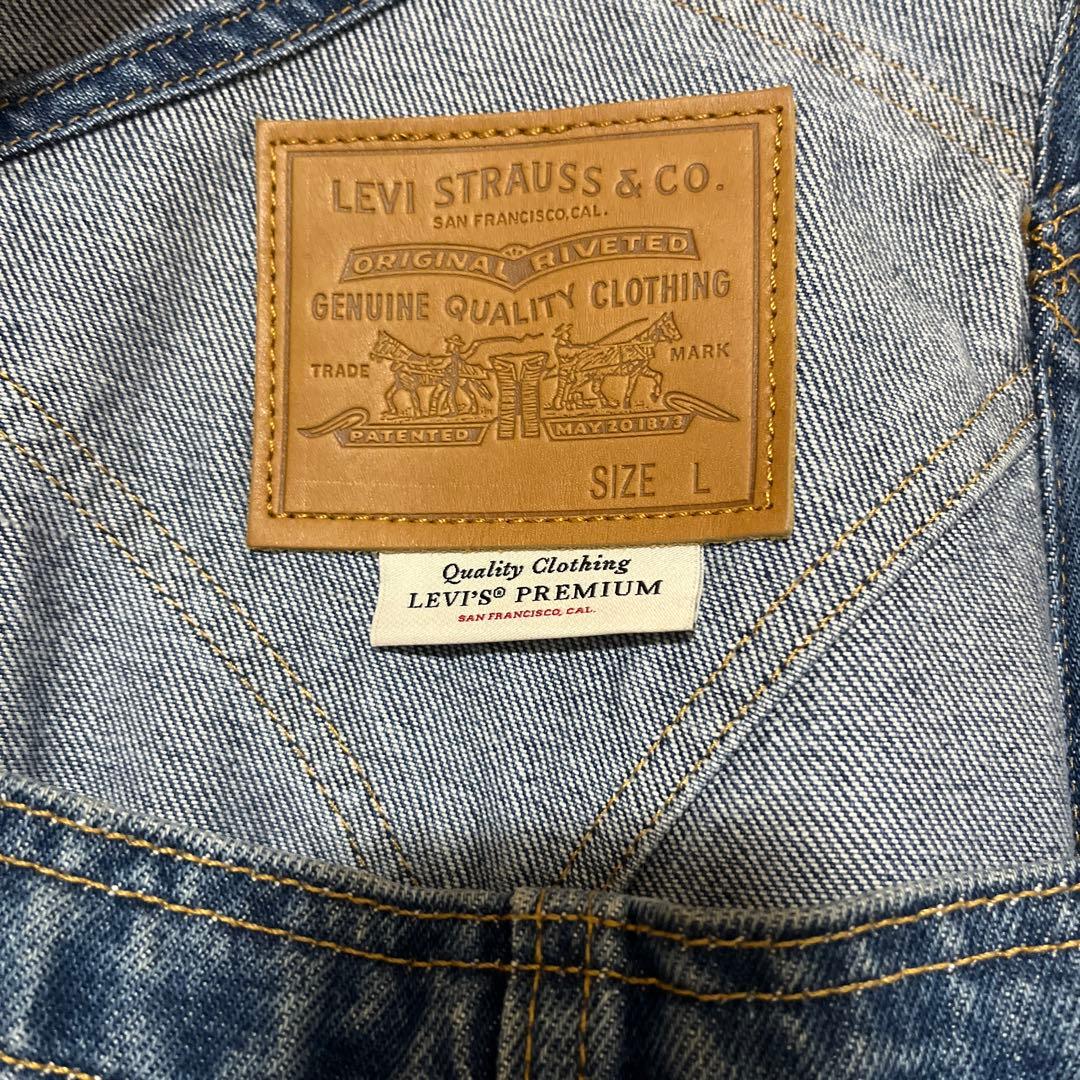 LEVI STRAUSS & CO.
SAN FRANCISCO, CAL.
ORIGINAL RIVETED
GENUINE QUALITY CLOTHING
TRADE MARK
PATENTED MAY 20 1873
SIZE L
Quality Clothing
LEVI'S® PREMIUM
SAN FRANCISCO, CAL.